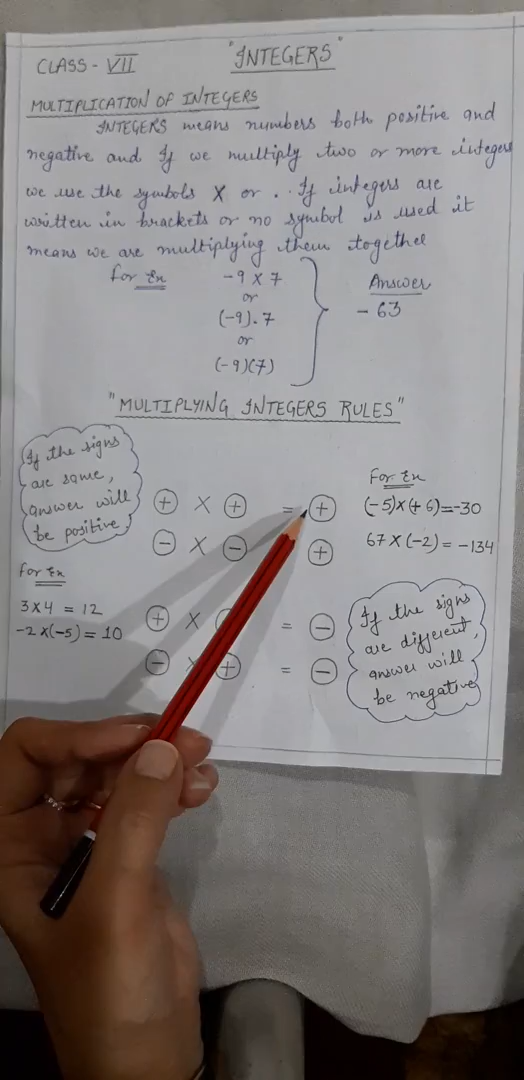 CLASS - VII
"INTEGERS"
MULTIPLICATION OF INTEGERS
INTEGERS means numbers both positive and
negative and If we multiply two or more integers
we use the symbols X or . . If integers are
written in brackets or no symbol is used it
means we are multiplying them together
For Ex
-9 X 7
or
(-9).7
or
(-9)(7)
Answer
- 63
"MULTIPLYING INTEGERS RULES"
If the signs
are same,
answer will
be positive.
+ X + = +
- X - +
For Ex
(-5)×(+6)=-30
67×(-2) = -134
For Ex
3×4 = 12
-2×(-5) = 10
+ X = -
- × + = -
If the signs
are different,
answer will
be negative